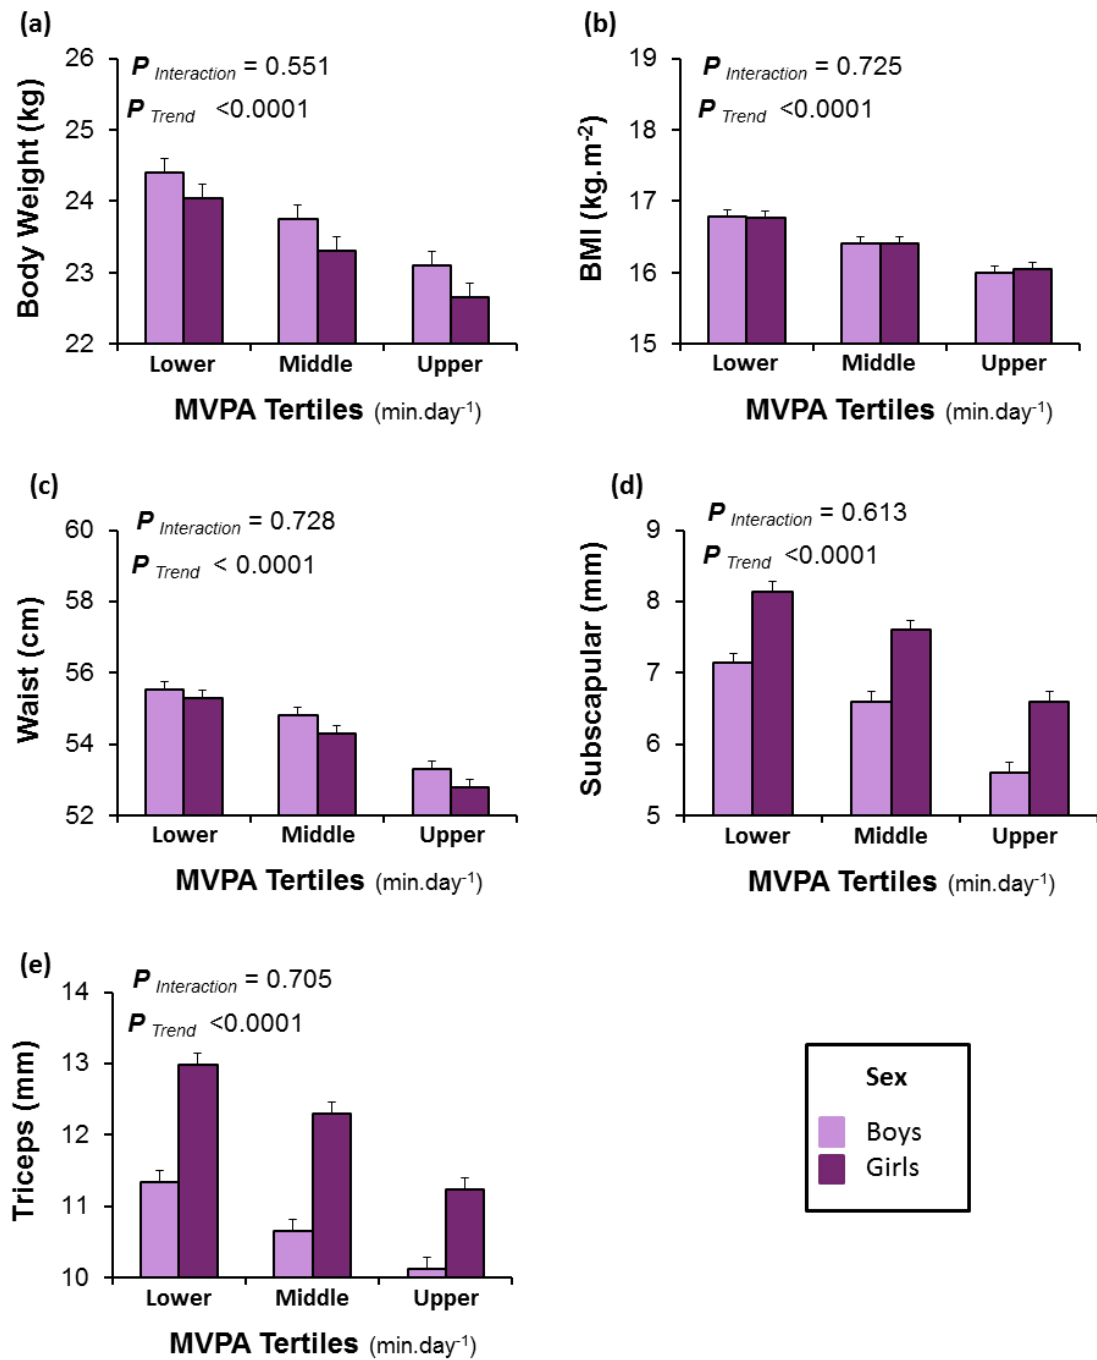 (a)
P Interaction = 0.551
P Trend <0.0001
Body Weight (kg)
26
25
24
23
22
Lower Middle Upper
MVPA Tertiles (min.day-1)
(b)
P Interaction = 0.725
P Trend <0.0001
BMI (kg.m-2)
19
18
17
16
15
Lower Middle Upper
MVPA Tertiles (min.day-1)
(c)
P Interaction = 0.728
P Trend < 0.0001
Waist (cm)
60
58
56
54
52
Lower Middle Upper
MVPA Tertiles (min.day-1)
(d)
P Interaction = 0.613
P Trend <0.0001
Subscapular (mm)
9
8
7
6
5
Lower Middle Upper
MVPA Tertiles (min.day-1)
(e)
P Interaction = 0.705
P Trend <0.0001
Triceps (mm)
14
13
12
11
10
Lower Middle Upper
MVPA Tertiles (min.day-1)
Sex
Boys
Girls